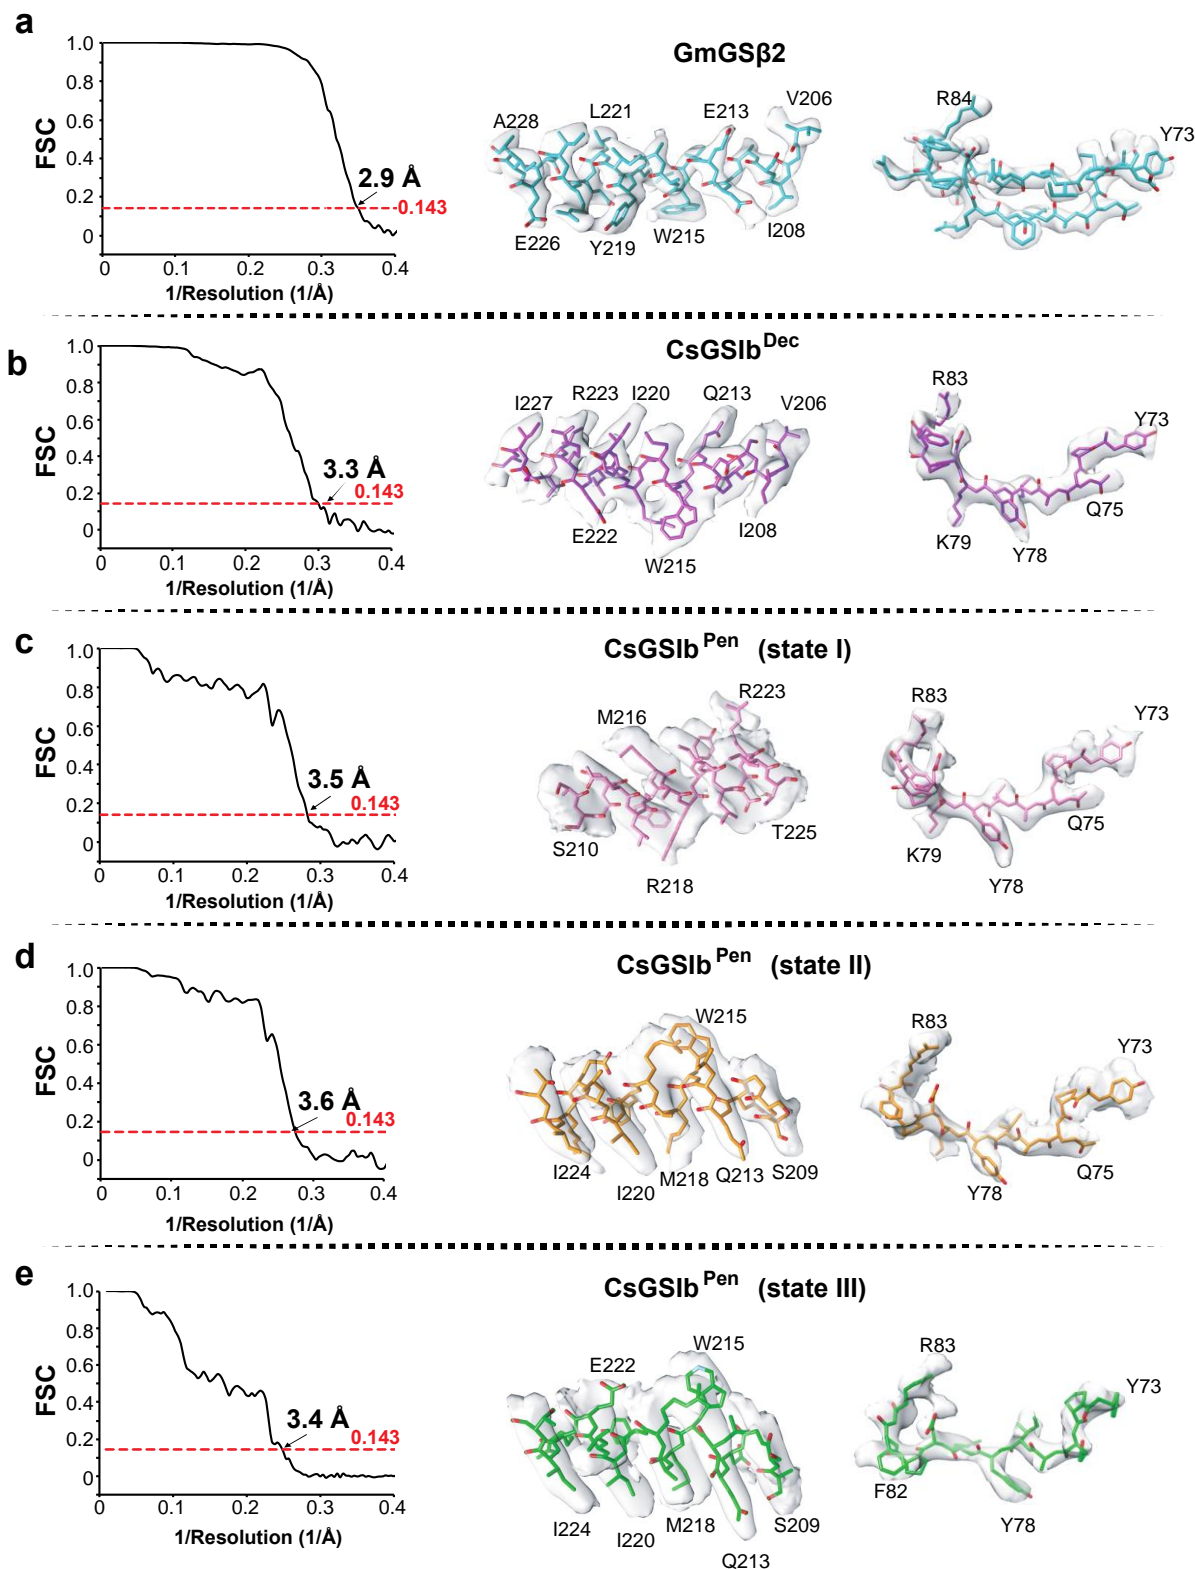 a
GmGSβ2
FSC
1.0
0.8
0.6
0.4
0.2
0
2.9 Å
0.143
0 0.1 0.2 0.3 0.4
1/Resolution (1/Å)
A228 L221 E213 V206
E226 Y219 W215 I208
R84 Y73
b
CsGSIb Dec
FSC
1.0
0.8
0.6
0.4
0.2
0
3.3 Å
0.143
0 0.1 0.2 0.3 0.4
1/Resolution (1/Å)
I227 R223 I220 Q213 V206
E222 W215 I208
R83 Y73
K79 Y78 Q75
c
CsGSIb Pen (state I)
FSC
1.0
0.8
0.6
0.4
0.2
0
3.5 Å
0.143
0 0.1 0.2 0.3 0.4
1/Resolution (1/Å)
M216 R223
S210 R218 T225
R83 Y73
K79 Y78 Q75
d
CsGSIb Pen (state II)
FSC
1.0
0.8
0.6
0.4
0.2
0
3.6 Å
0.143
0 0.1 0.2 0.3 0.4
1/Resolution (1/Å)
W215
I224 I220 M218 Q213 S209
R83 Y73
Y78 Q75
e
CsGSIb Pen (state III)
FSC
1.0
0.8
0.6
0.4
0.2
0
3.4 Å
0.143
0 0.1 0.2 0.3 0.4
1/Resolution (1/Å)
E222 W215
I224 I220 M218 Q213 S209
R83 Y73
F82 Y78